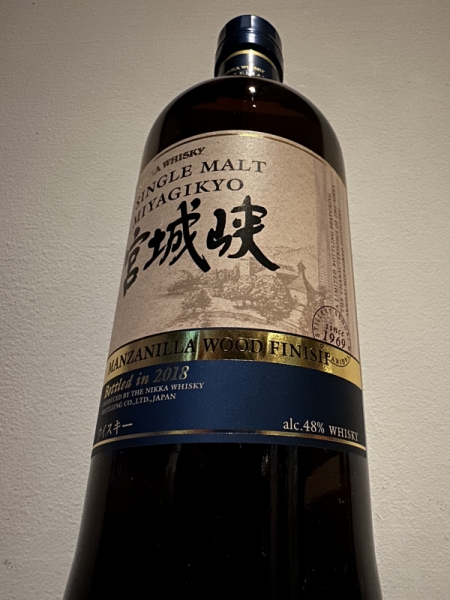 WHISKY
SINGLE MALT
MIYAGIKYO
宮城峡
since
1969
MANZANILLA WOOD FINISH
Bottled in 2018
PRODUCED BY THE NIKKA WHISKY
DISTILLING CO., LTD., JAPAN
ウイスキー
alc.48% WHISKY